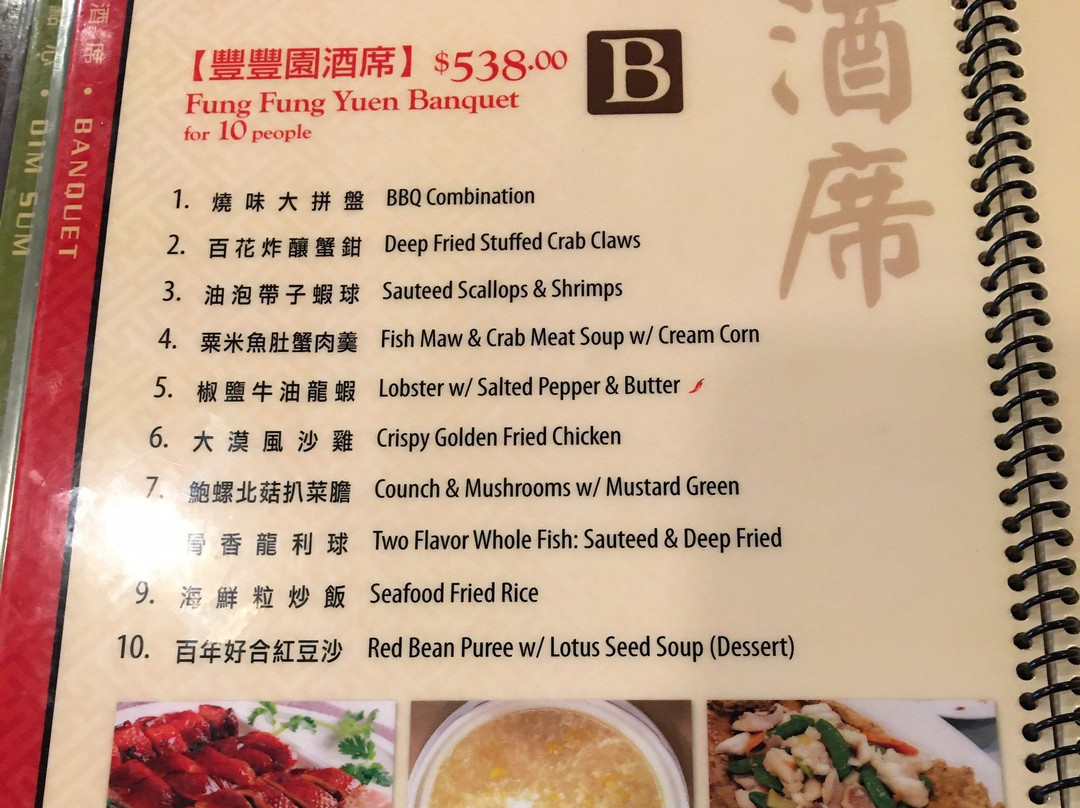 酒席 • BANQUET
點心 • DIM SUM
酒席
【豐豐園酒席】 $538.00 B
Fung Fung Yuen Banquet
for 10 people
1. 燒味大拼盤 BBQ Combination
2. 百花炸釀蟹鉗 Deep Fried Stuffed Crab Claws
3. 油泡帶子蝦球 Sauteed Scallops & Shrimps
4. 粟米魚肚蟹肉羹 Fish Maw & Crab Meat Soup w/ Cream Corn
5. 椒鹽牛油龍蝦 Lobster w/ Salted Pepper & Butter
6. 大漠風沙雞 Crispy Golden Fried Chicken
7. 鮑螺北菇扒菜膽 Counch & Mushrooms w/ Mustard Green
骨香龍利球 Two Flavor Whole Fish: Sauteed & Deep Fried
9. 海鮮粒炒飯 Seafood Fried Rice
10. 百年好合紅豆沙 Red Bean Puree w/ Lotus Seed Soup (Dessert)